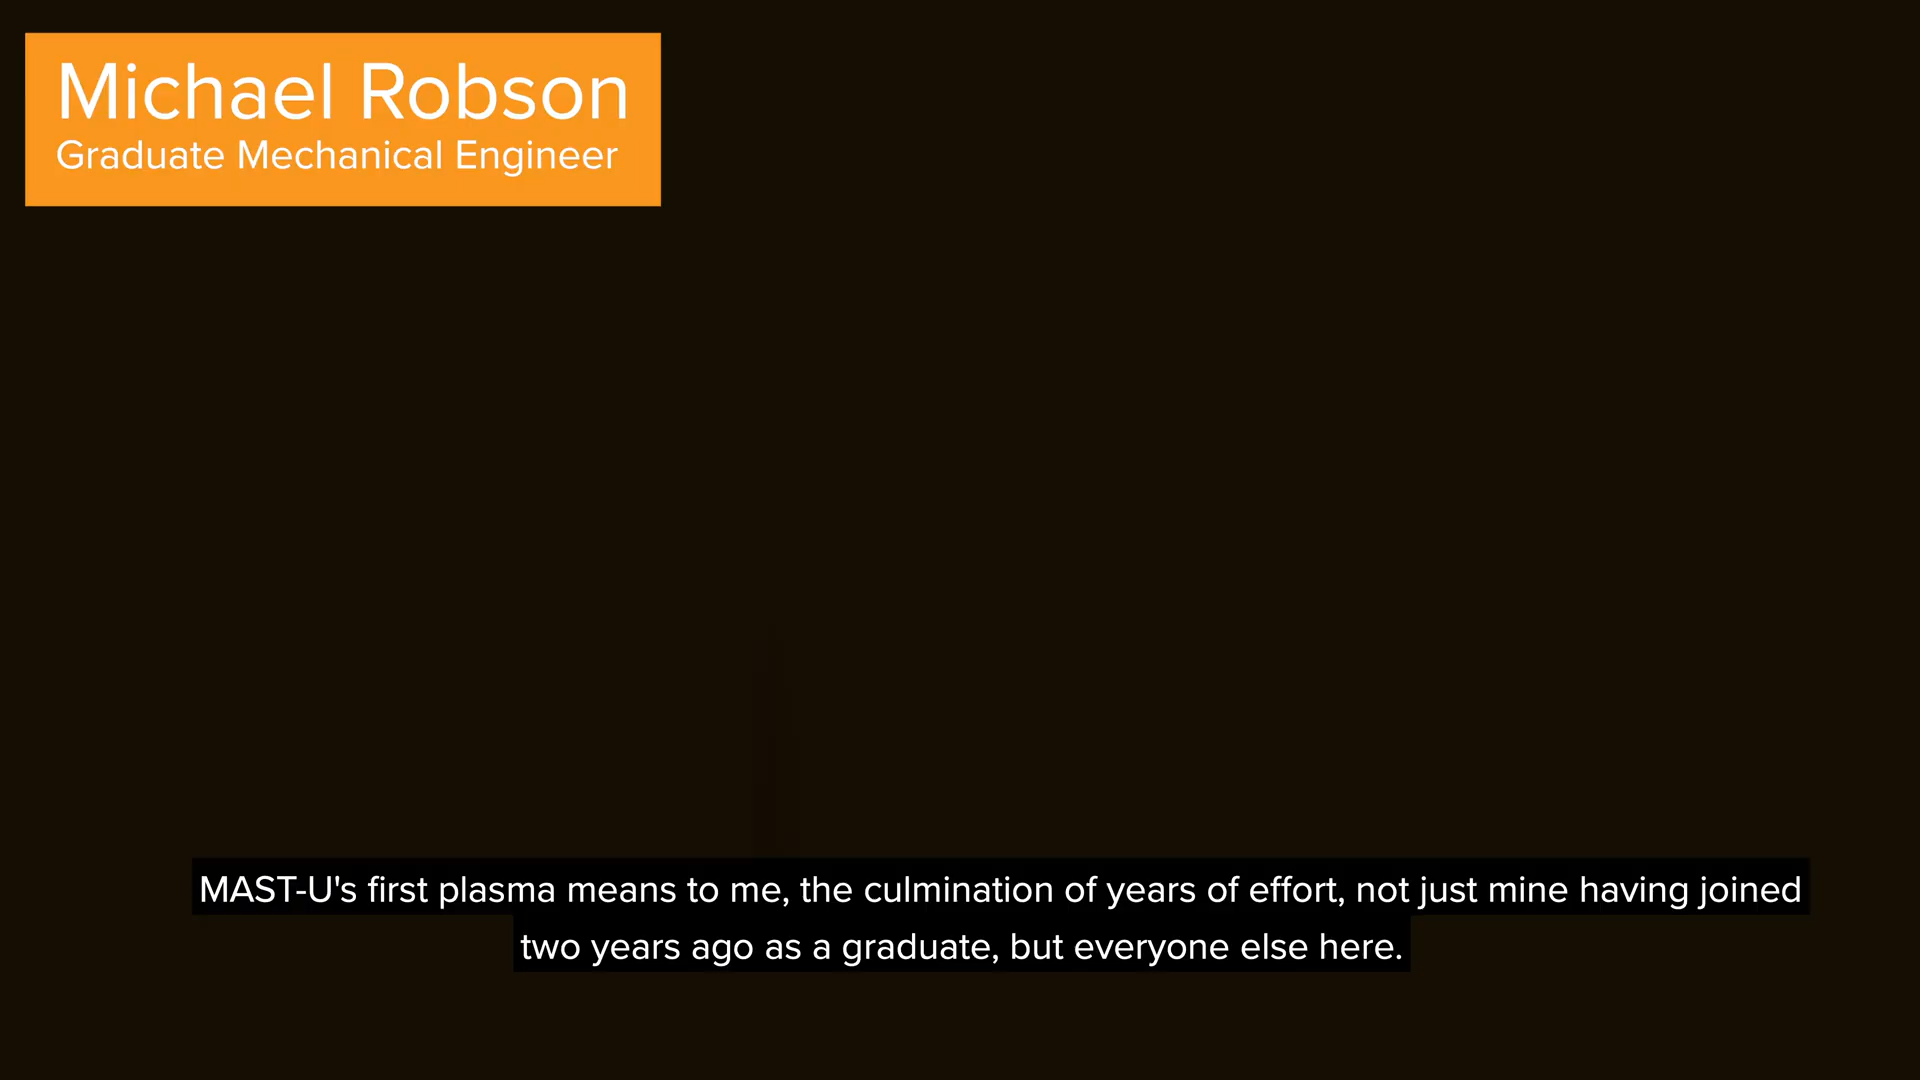 Michael Robson
Graduate Mechanical Engineer
MAST-U's first plasma means to me, the culmination of years of effort, not just mine having joined
two years ago as a graduate, but everyone else here.